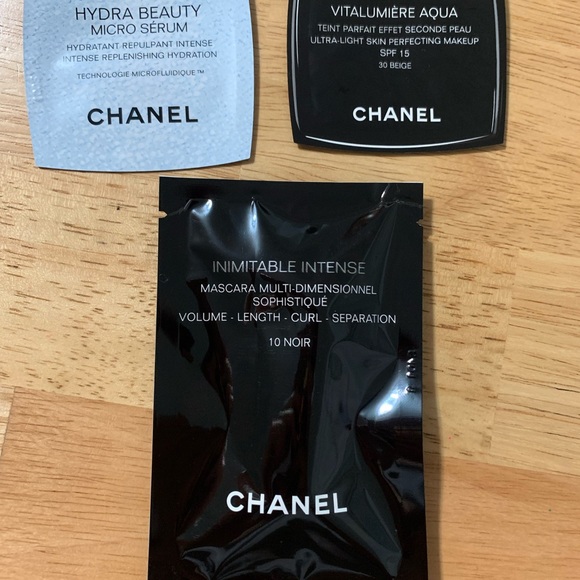 HYDRA BEAUTY
MICRO SÉRUM
HYDRATANT REPULPANT INTENSE
INTENSE REPLENISHING HYDRATION
TECHNOLOGIE MICROFLUIDIQUE™
CHANEL
VITALUMIÈRE AQUA
TEINT PARFAIT EFFET SECONDE PEAU
ULTRA-LIGHT SKIN PERFECTING MAKEUP
SPF 15
30 BEIGE
CHANEL
INIMITABLE INTENSE
MASCARA MULTI-DIMENSIONNEL
SOPHISTIQUÉ
VOLUME - LENGTH - CURL - SEPARATION
10 NOIR
CHANEL